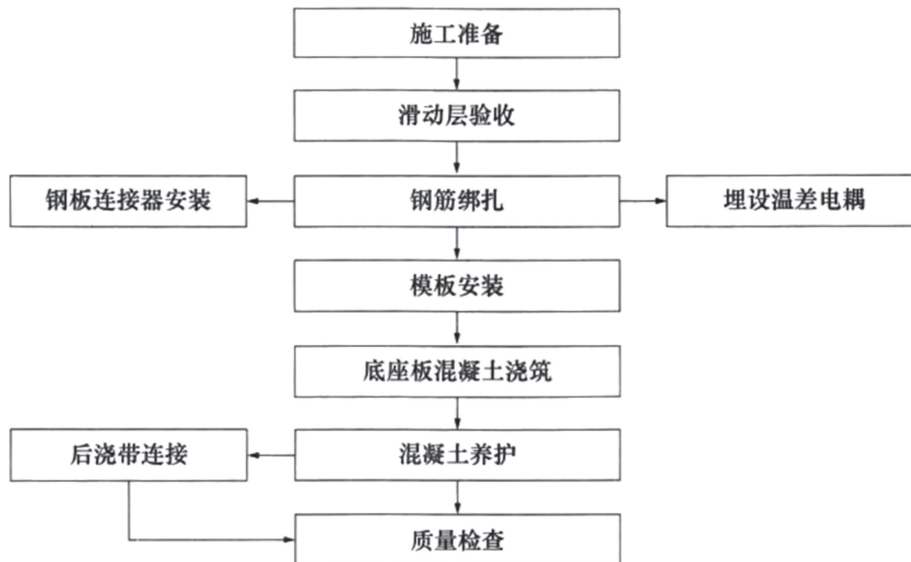 施工准备
滑动层验收
钢板连接器安装
钢筋绑扎
埋设温差电耦
模板安装
底座板混凝土浇筑
后浇带连接
混凝土养护
质量检查